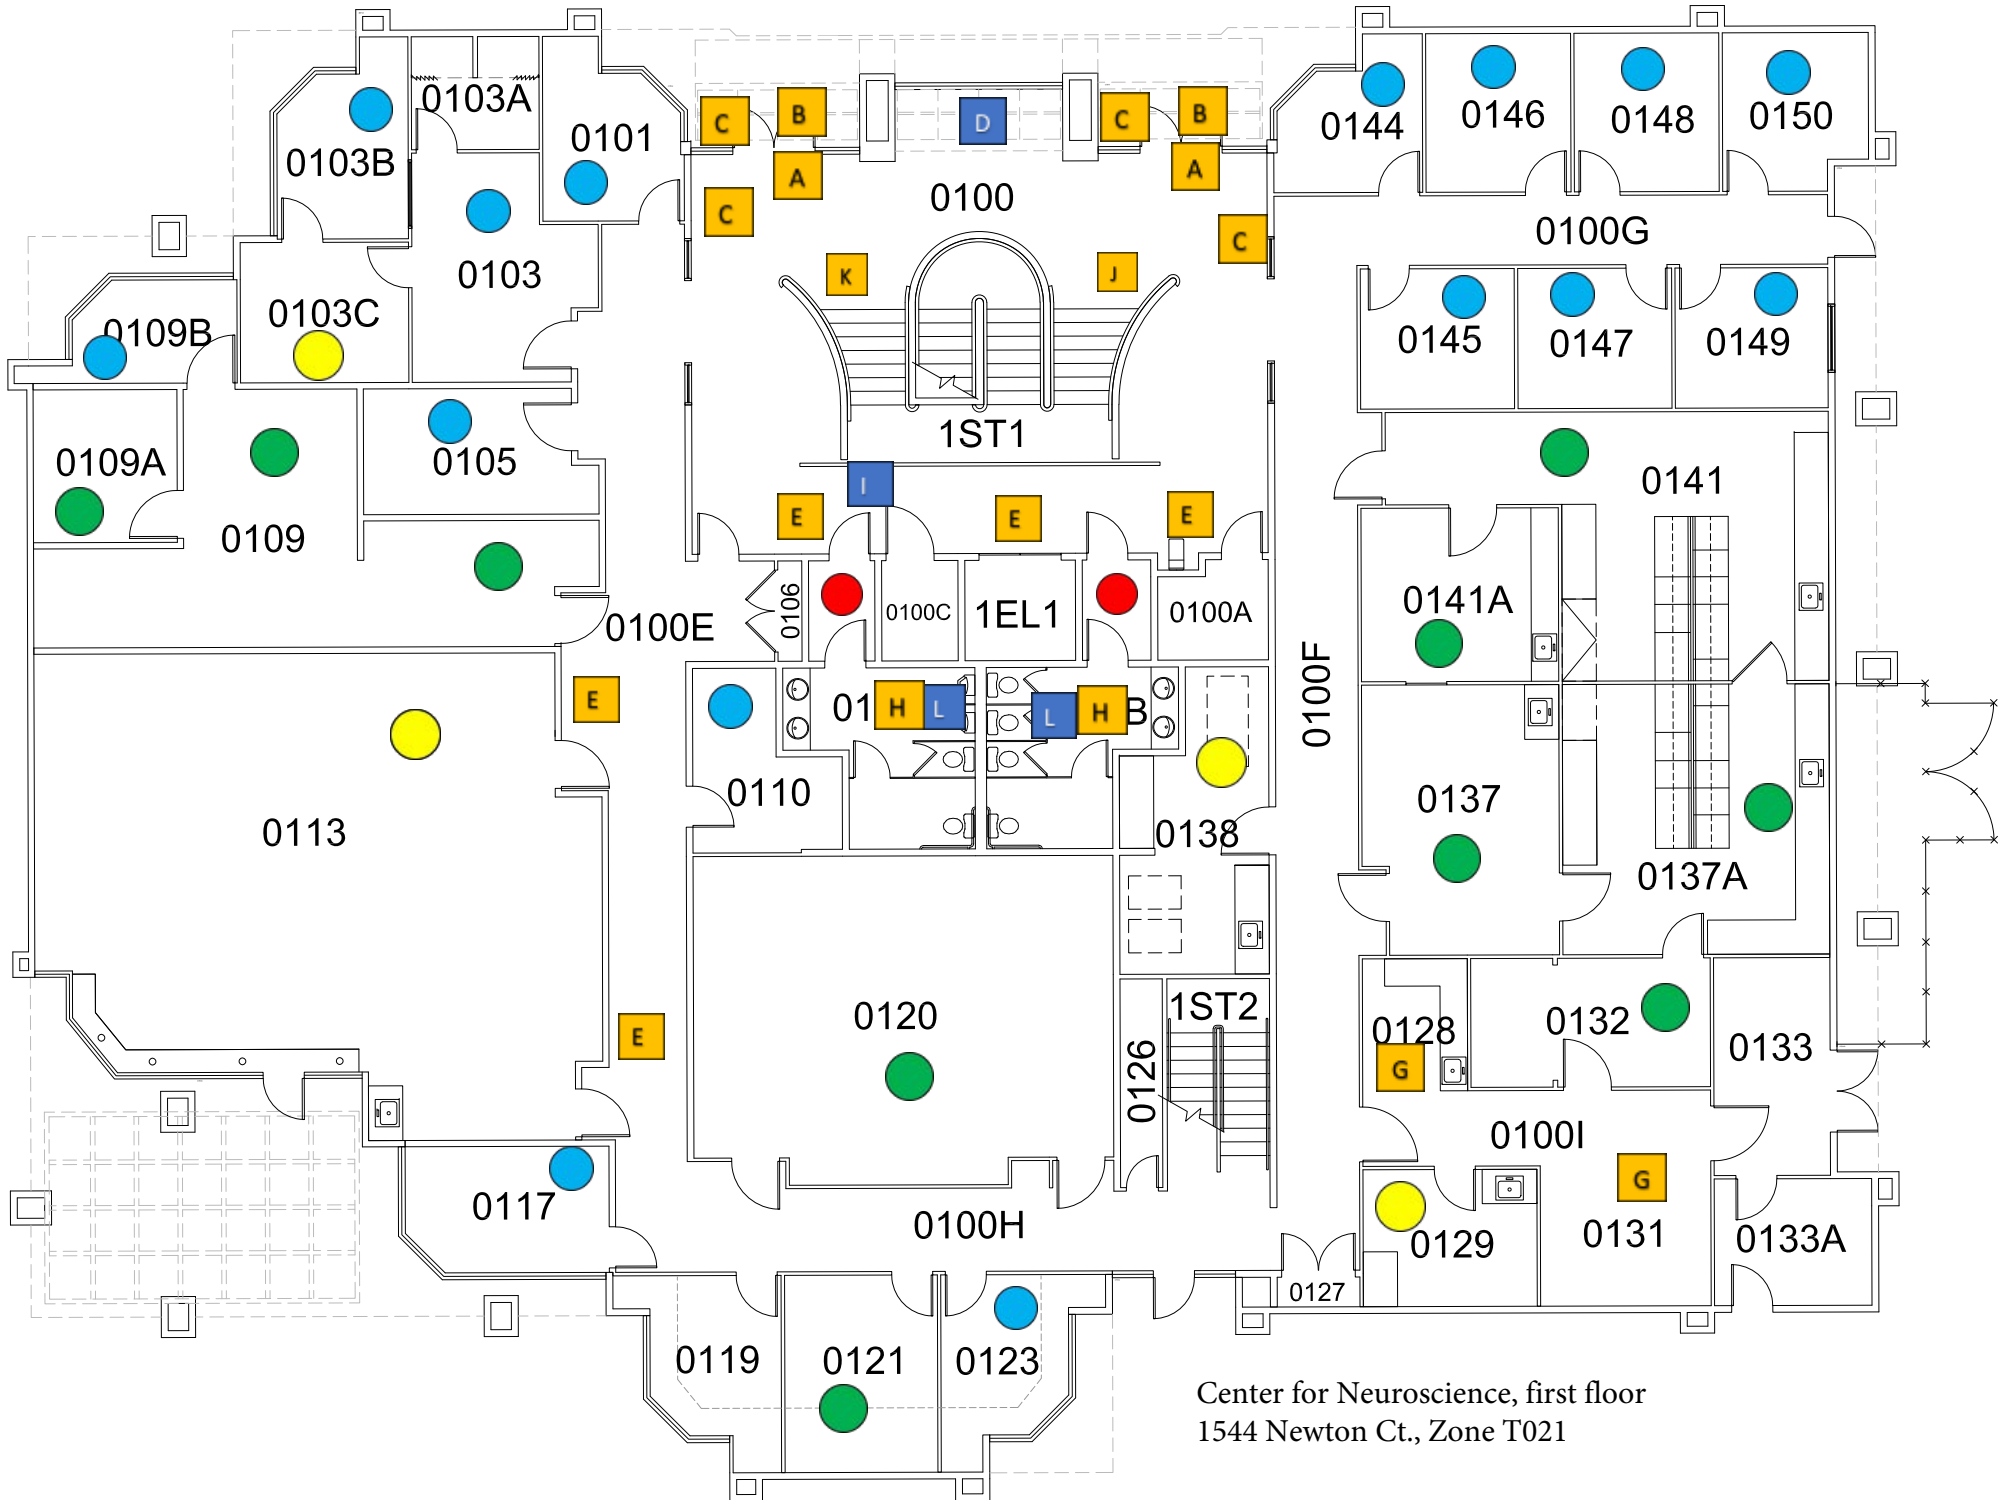 C
B
D
C
B
0144
0146
0148
0150
0103A
0101
0103B
A
A
0100
C
C
0100G
0103
K
J
0103C
0109B
0145
0147
0149
1ST1
0109A
0105
0141
I
E
E
E
0109
0141A
0106
0100C
1EL1
0100A
0100E
0100F
E
01
H
L
L
H
B
0110
0137
0113
0138
0137A
0120
E
1ST2
0128
0132
0133
G
0126
0100I
G
0117
0100H
0129
0131
0133A
0127
0119
0121
0123
Center for Neuroscience, first floor
1544 Newton Ct., Zone T021